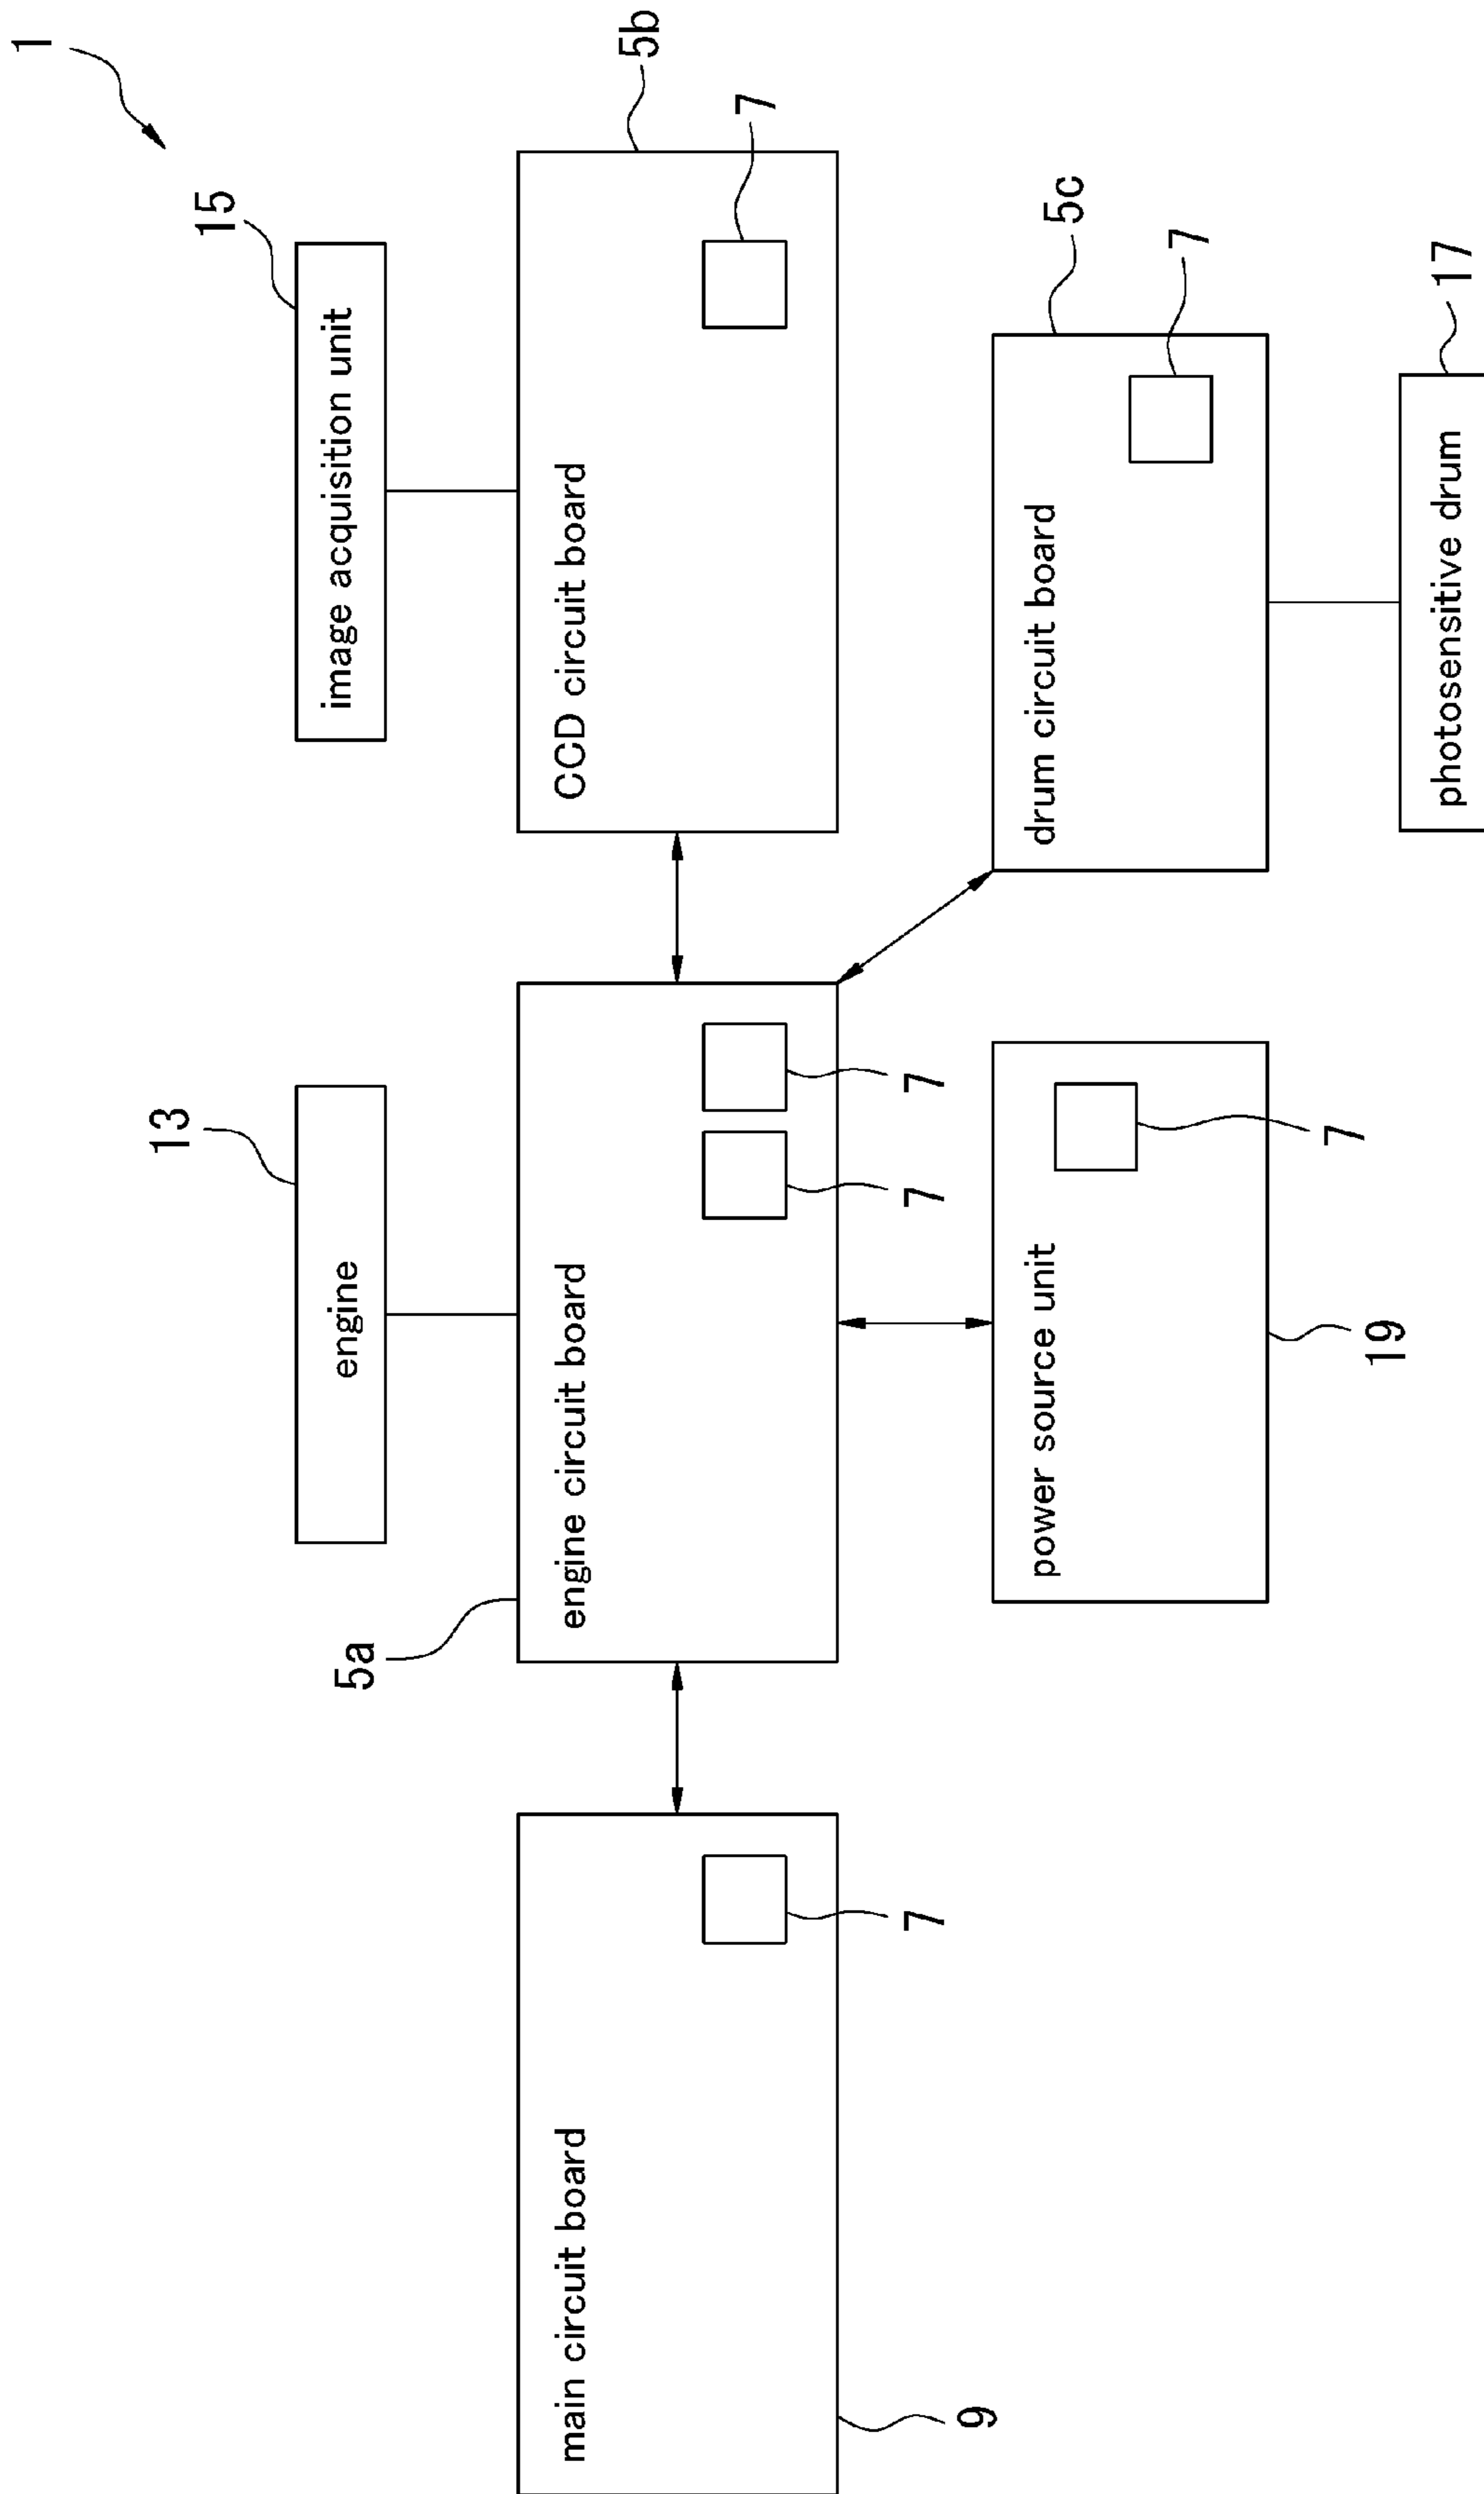 1
13
15
engine
image acquisition unit
5a
main circuit board
engine circuit board
CCD circuit board
5b
7
7
7
7
9
power source unit
drum circuit board
5c
7
7
19
photosensitive drum
17